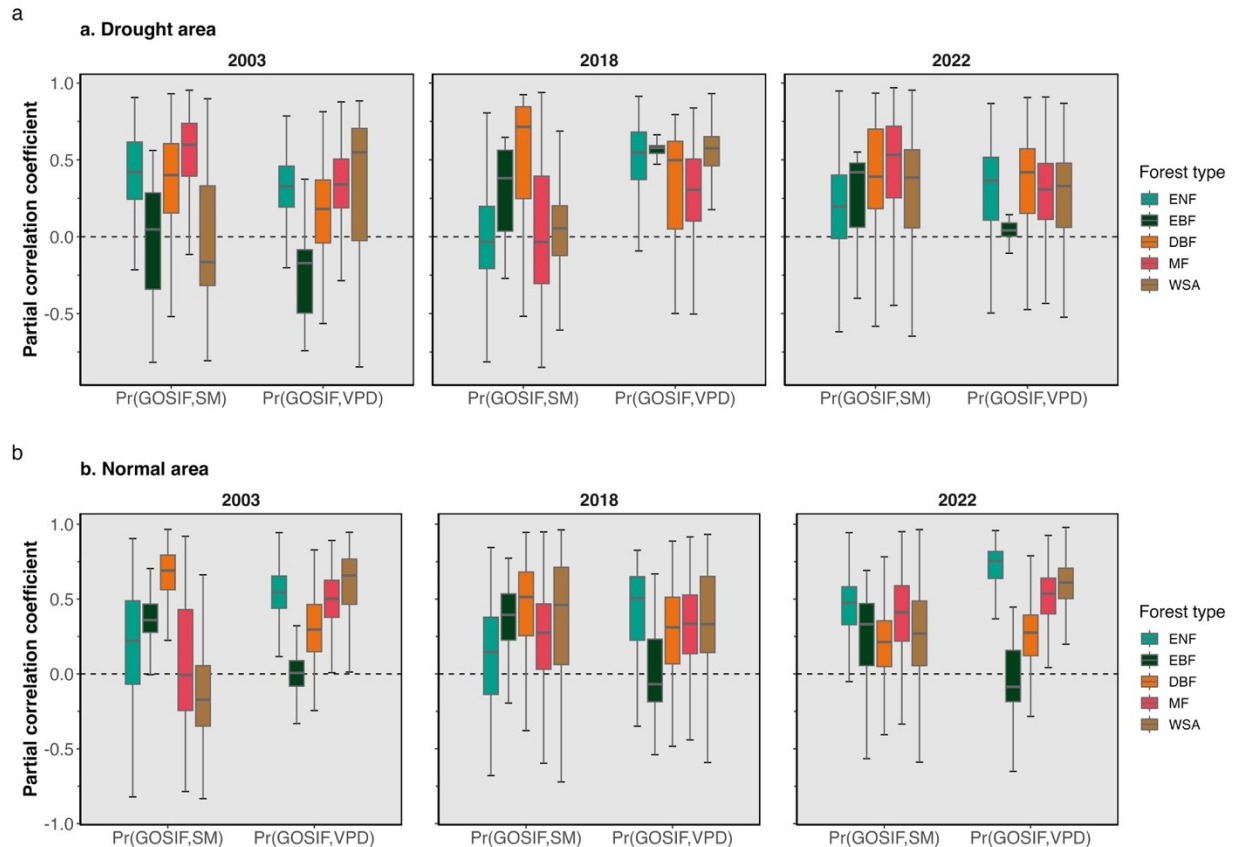 a
a. Drought area
2003 2018 2022
Partial correlation coefficient
1.0
0.5
0.0
-0.5
Pr(GOSIF,SM) Pr(GOSIF,VPD) Pr(GOSIF,SM) Pr(GOSIF,VPD) Pr(GOSIF,SM) Pr(GOSIF,VPD)
Forest type
ENF
EBF
DBF
MF
WSA
b
b. Normal area
2003 2018 2022
Partial correlation coefficient
1.0
0.5
0.0
-0.5
-1.0
Pr(GOSIF,SM) Pr(GOSIF,VPD) Pr(GOSIF,SM) Pr(GOSIF,VPD) Pr(GOSIF,SM) Pr(GOSIF,VPD)
Forest type
ENF
EBF
DBF
MF
WSA